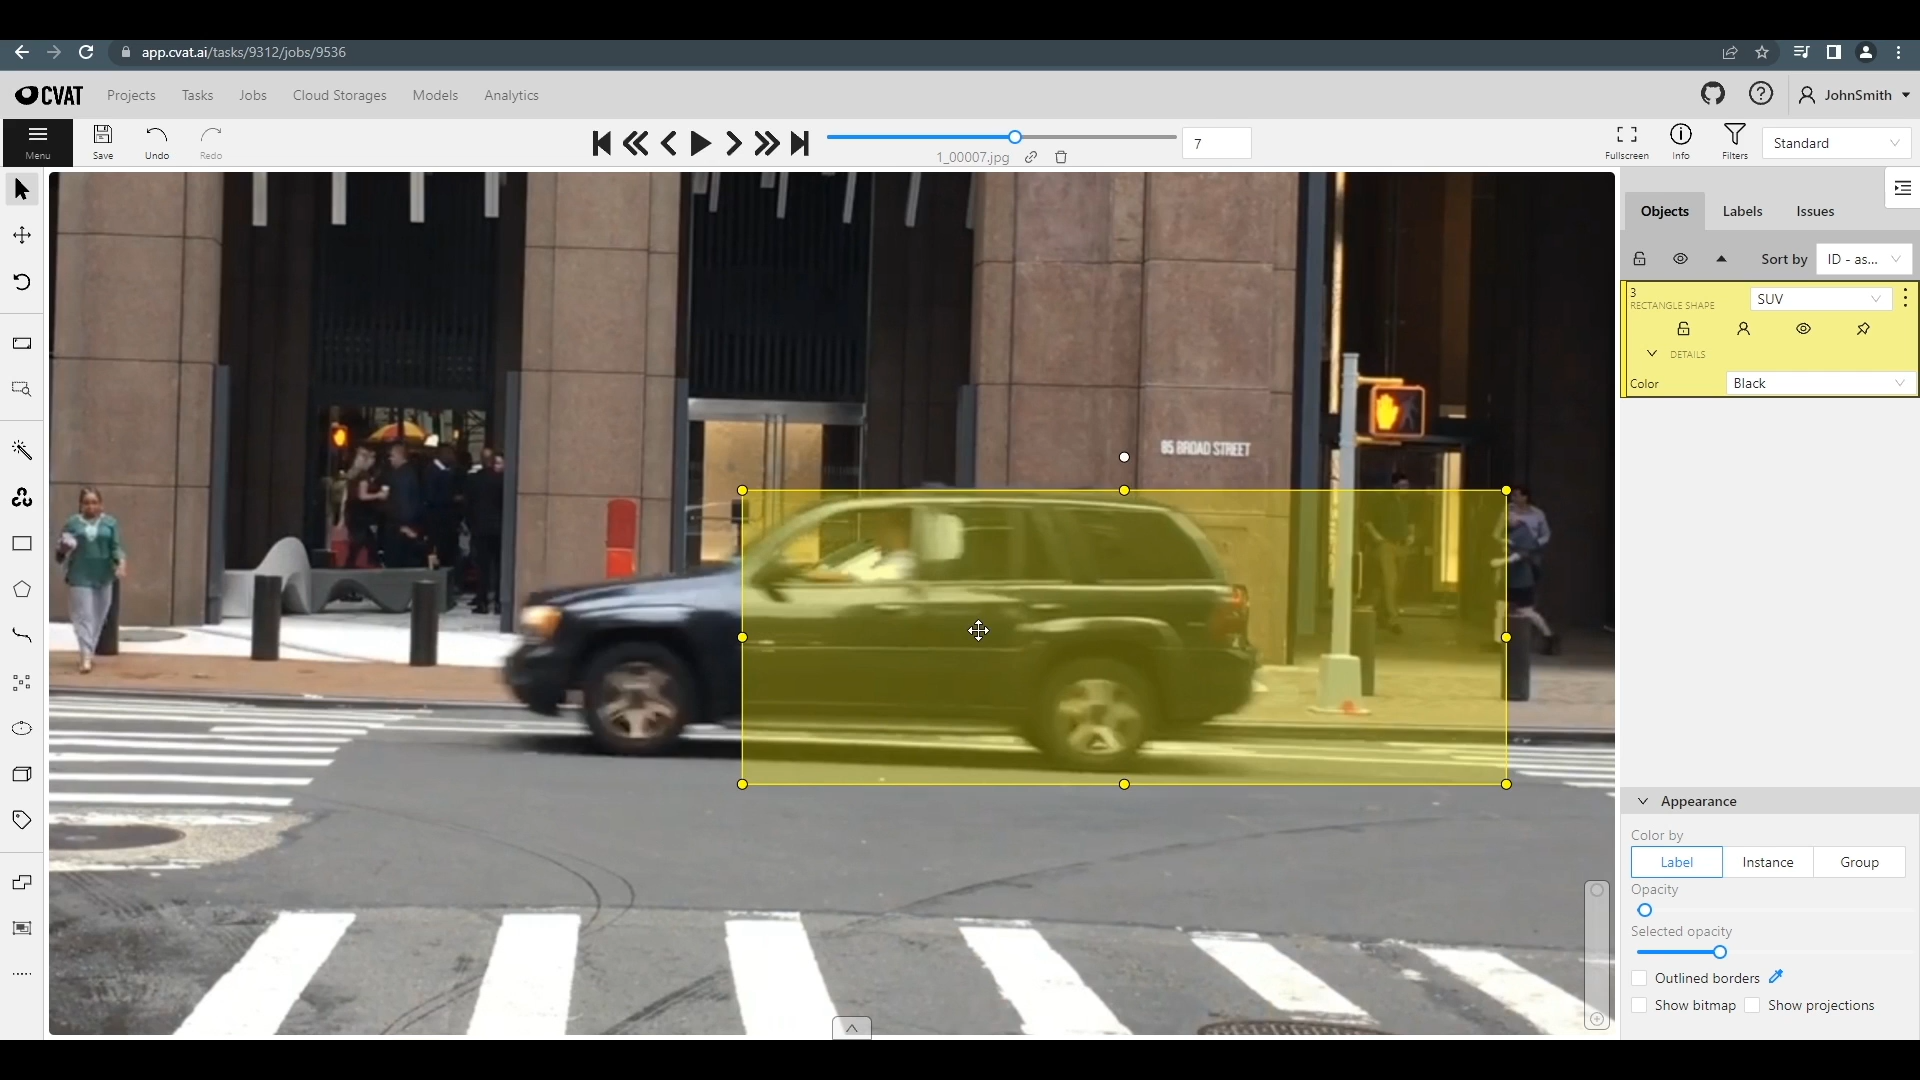 app.cvat.ai/tasks/9312/jobs/9536
CVAT Projects Tasks Jobs Cloud Storages Models Analytics JohnSmith
Menu Save Undo Redo 7 Fullscreen Info Filters Standard
1_00007.jpg
Objects Labels Issues
Sort by ID - as...
3
RECTANGLE SHAPE
SUV
DETAILS
Color Black
85 BROAD STREET
Appearance
Color by
Label Instance Group
Opacity
Selected opacity
Outlined borders
Show bitmap Show projections